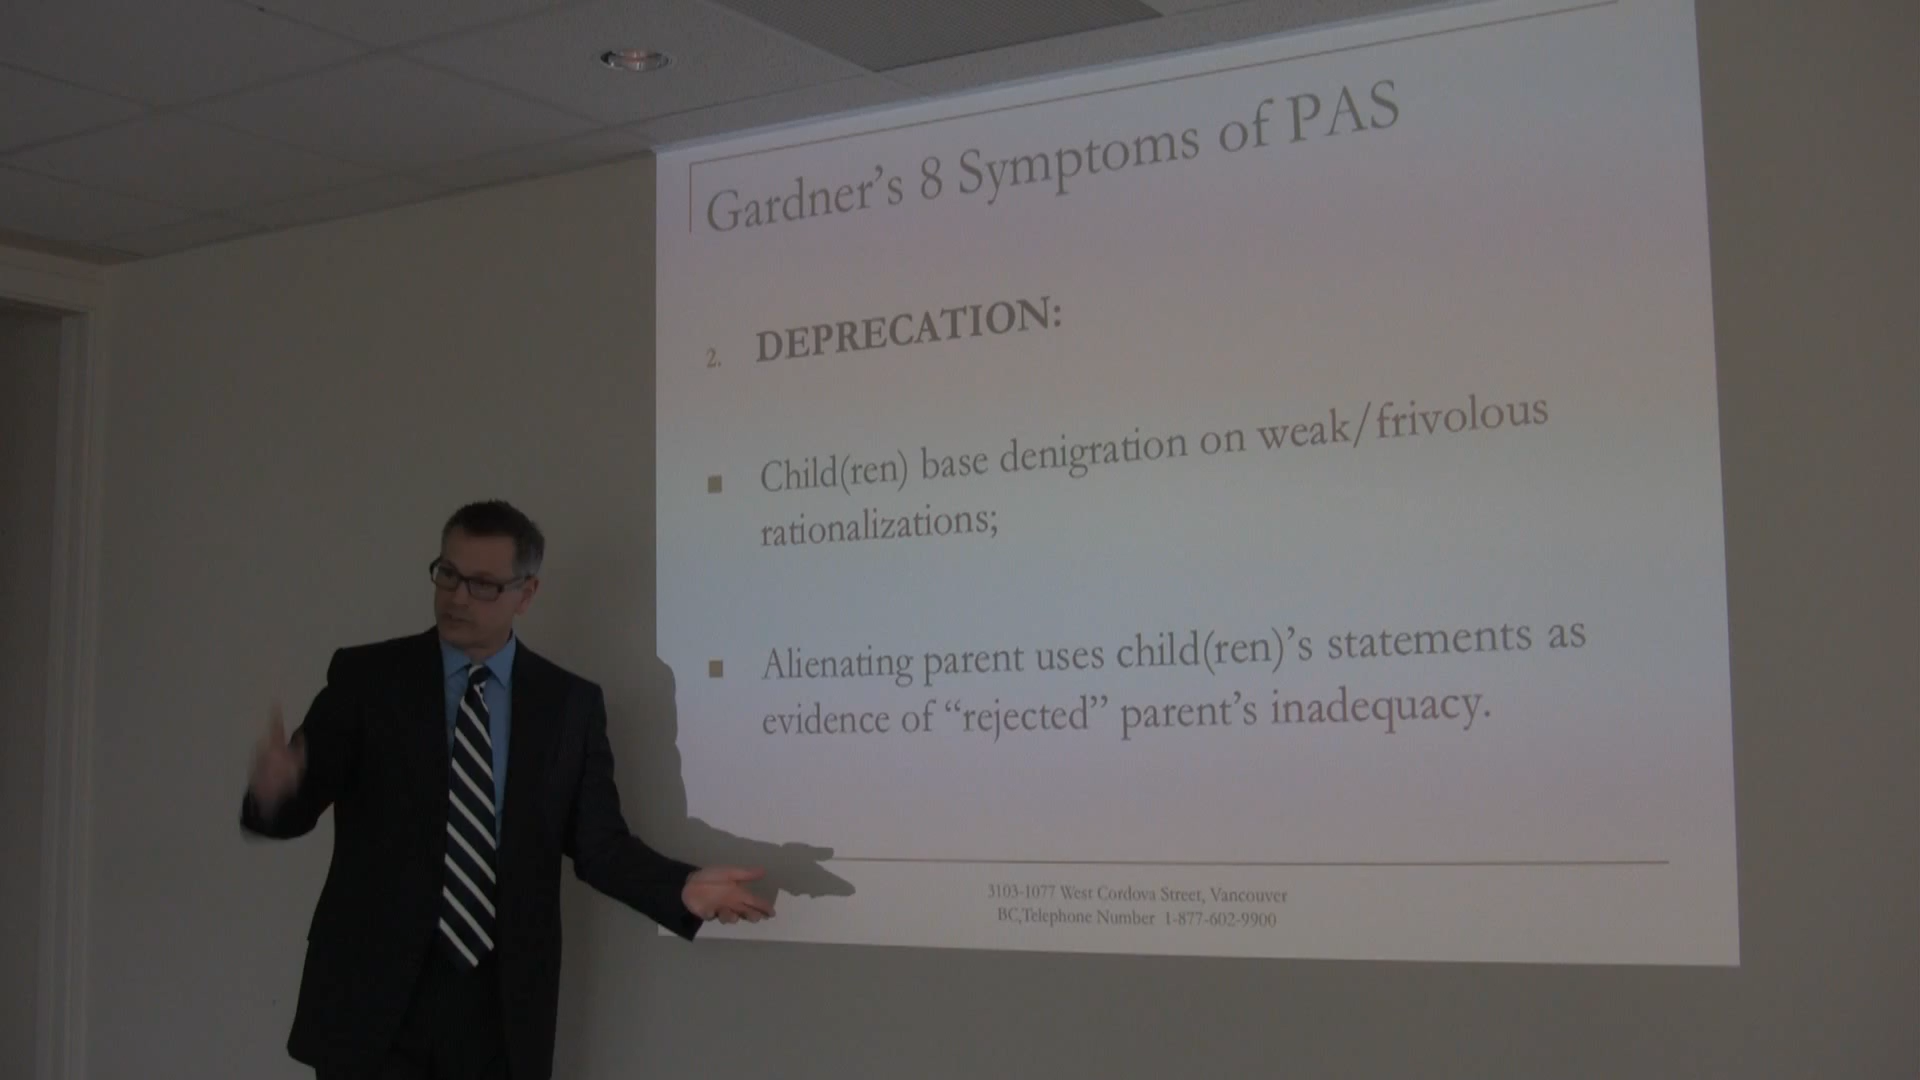 Gardner’s 8 Symptoms of PAS
2. DEPRECATION:
■ Child(ren) base denigration on weak/frivolous
rationalizations;
■ Alienating parent uses child(ren)’s statements as
evidence of “rejected” parent’s inadequacy.
3103-1077 West Cordova Street, Vancouver
BC,Telephone Number 1-877-602-9900